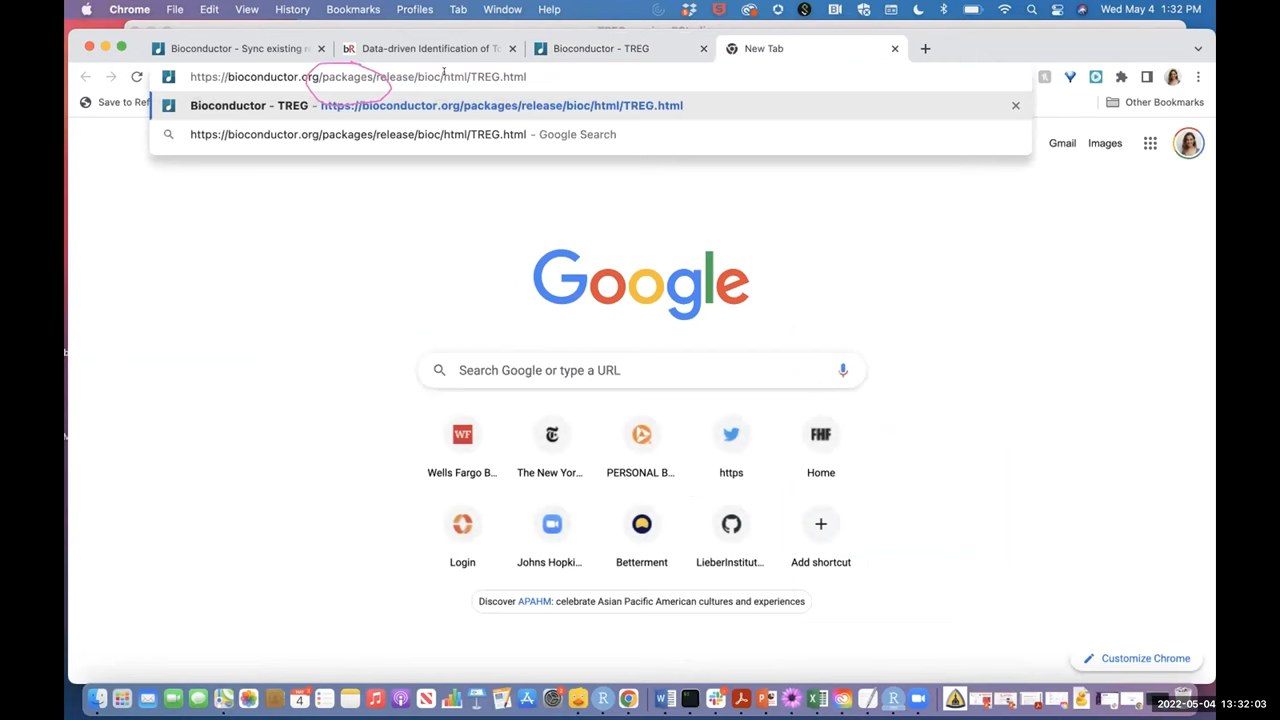 Chrome File Edit View History Bookmarks Profiles Tab Window Help Wed May 4 1:32 PM
Bioconductor - Sync existing r Data-driven Identification of To Bioconductor - TREG New Tab
https://bioconductor.org/packages/release/bioc/html/TREG.html
Save to Ref Other Bookmarks
Bioconductor - TREG - https://bioconductor.org/packages/release/bioc/html/TREG.html
https://bioconductor.org/packages/release/bioc/html/TREG.html - Google Search
Gmail Images
Google
Search Google or type a URL
WF FHF
Wells Fargo B... The New Yor... PERSONAL B... https Home
Login Johns Hopki... Betterment LieberInstitut... Add shortcut
Discover APAHM: celebrate Asian Pacific American cultures and experiences
Customize Chrome
2022-05-04 13:32:03